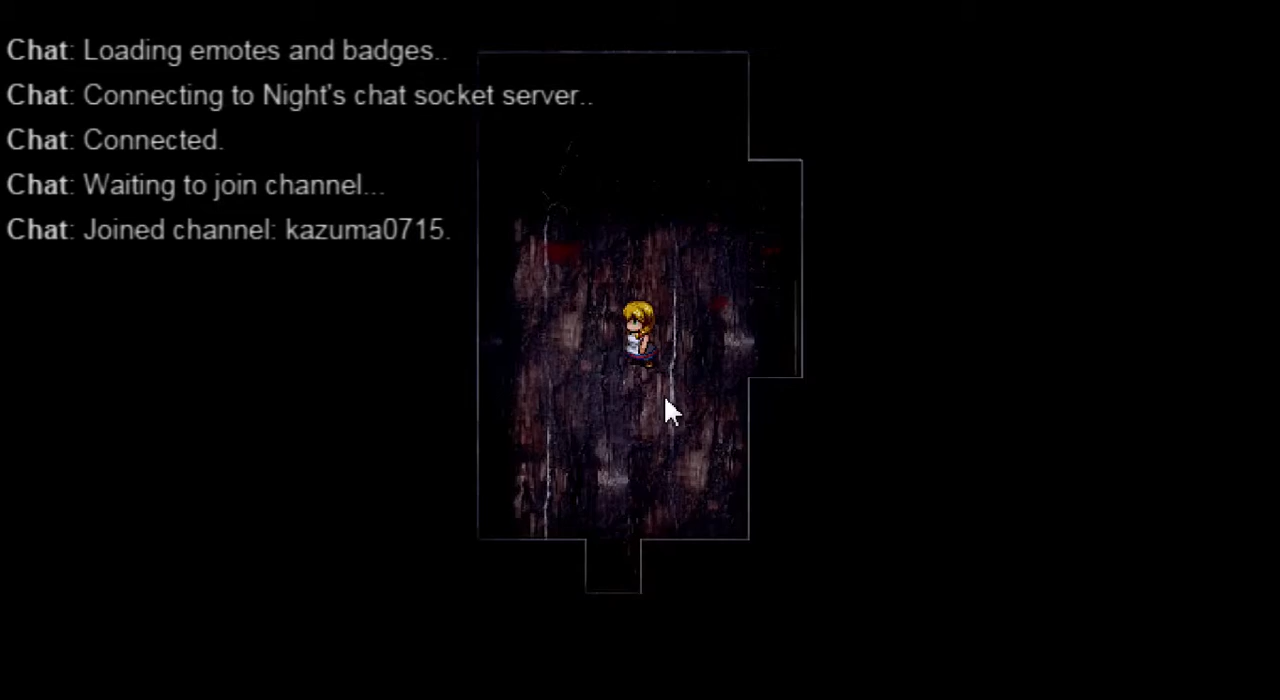 Chat: Loading emotes and badges..
Chat: Connecting to Night's chat socket server..
Chat: Connected.
Chat: Waiting to join channel...
Chat: Joined channel: kazuma0715.